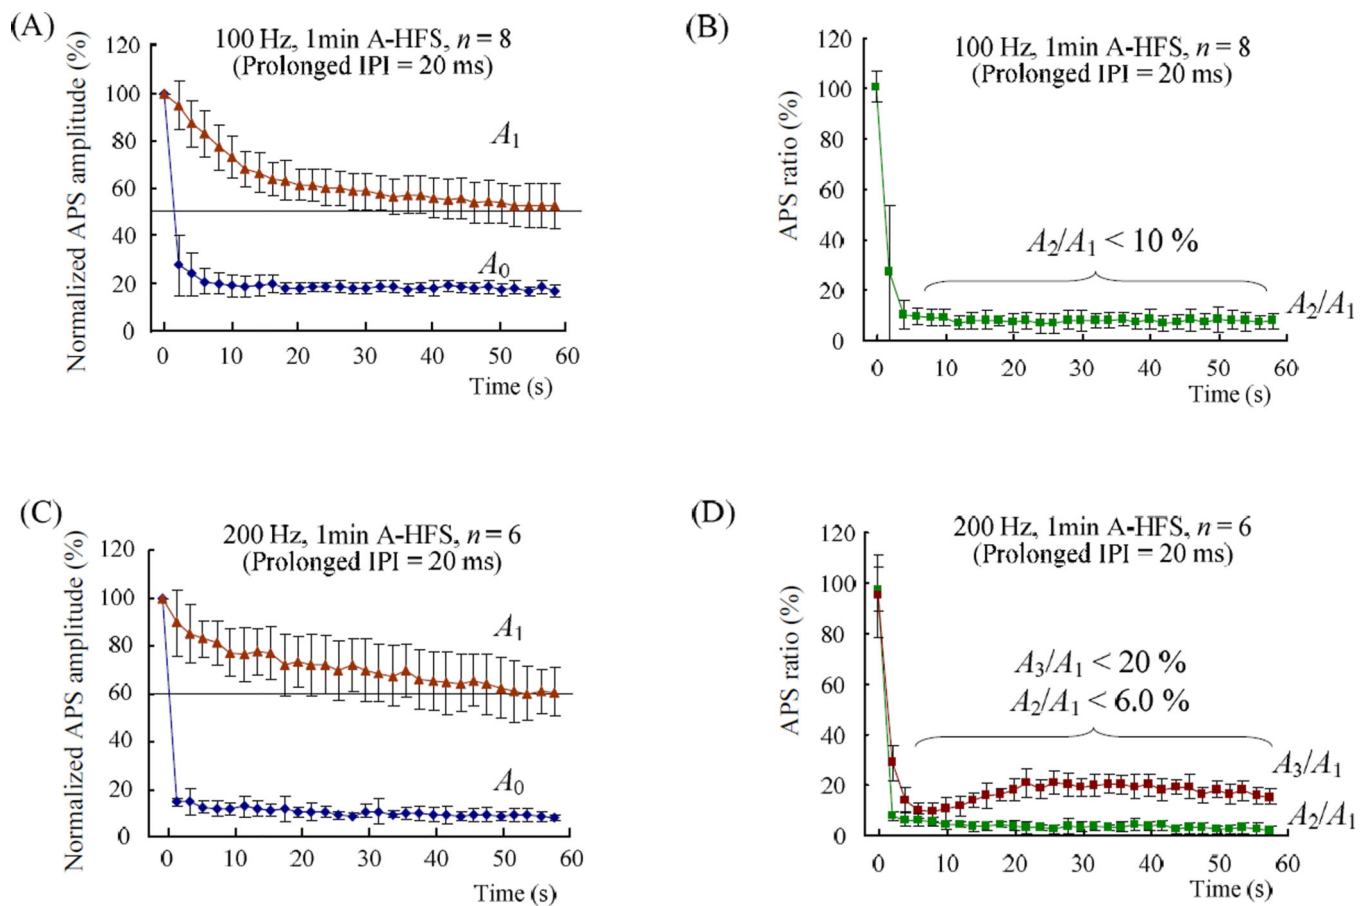 (A)
100 Hz, 1min A-HFS, n = 8
(Prolonged IPI = 20 ms)
Normalized APS amplitude (%)
120
100
80
60
40
20
0
A1
A0
0 10 20 30 40 50 60
Time (s)
(B)
100 Hz, 1min A-HFS, n = 8
(Prolonged IPI = 20 ms)
APS ratio (%)
120
100
80
60
40
20
0
A2/A1 < 10 %
A2/A1
0 10 20 30 40 50 60
Time (s)
(C)
200 Hz, 1min A-HFS, n = 6
(Prolonged IPI = 20 ms)
Normalized APS amplitude (%)
120
100
80
60
40
20
0
A1
A0
0 10 20 30 40 50 60
Time (s)
(D)
200 Hz, 1min A-HFS, n = 6
(Prolonged IPI = 20 ms)
APS ratio (%)
120
100
80
60
40
20
0
A3/A1 < 20 %
A2/A1 < 6.0 %
A3/A1
A2/A1
0 10 20 30 40 50 60
Time (s)